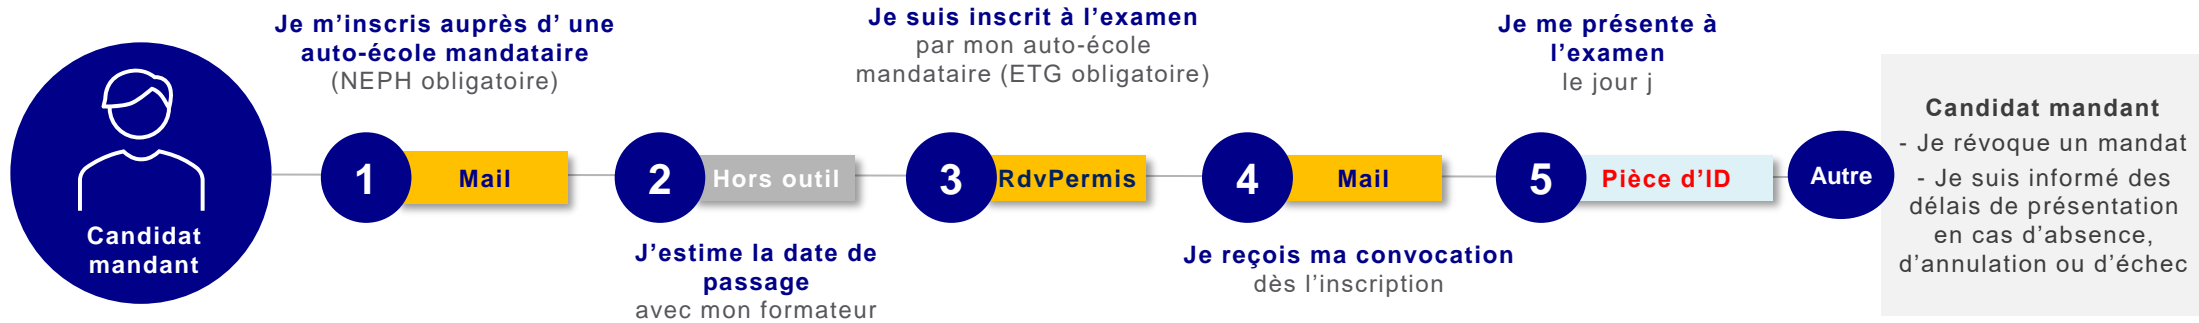 Candidat
mandant
Je m’inscris auprès d’ une
auto-école mandataire
(NEPH obligatoire)
1
Mail
2
Hors outil
J’estime la date de
passage
avec mon formateur
Je suis inscrit à l’examen
par mon auto-école
mandataire (ETG obligatoire)
3
RdvPermis
4
Mail
Je reçois ma convocation
dès l’inscription
Je me présente à
l’examen
le jour j
5
Pièce d’ID
Autre
Candidat mandant
- Je révoque un mandat
- Je suis informé des
délais de présentation
en cas d’absence,
d’annulation ou d’échec